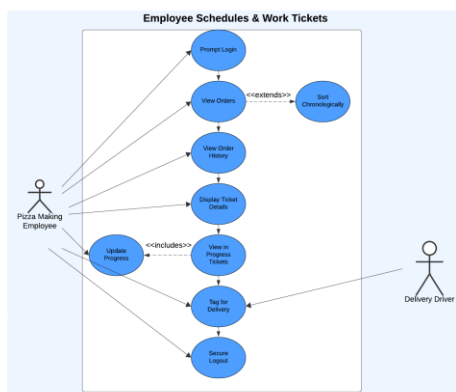 Employee Schedules & Work Tickets
Prompt Login
View Orders
<<extends>>
Sort
Chronologically
View Order
History
Display Ticket
Details
Pizza Making
Employee
Update
Progress
<<includes>>
View in
Progress
Tickets
Tag for
Delivery
Delivery Driver
Secure
Logout